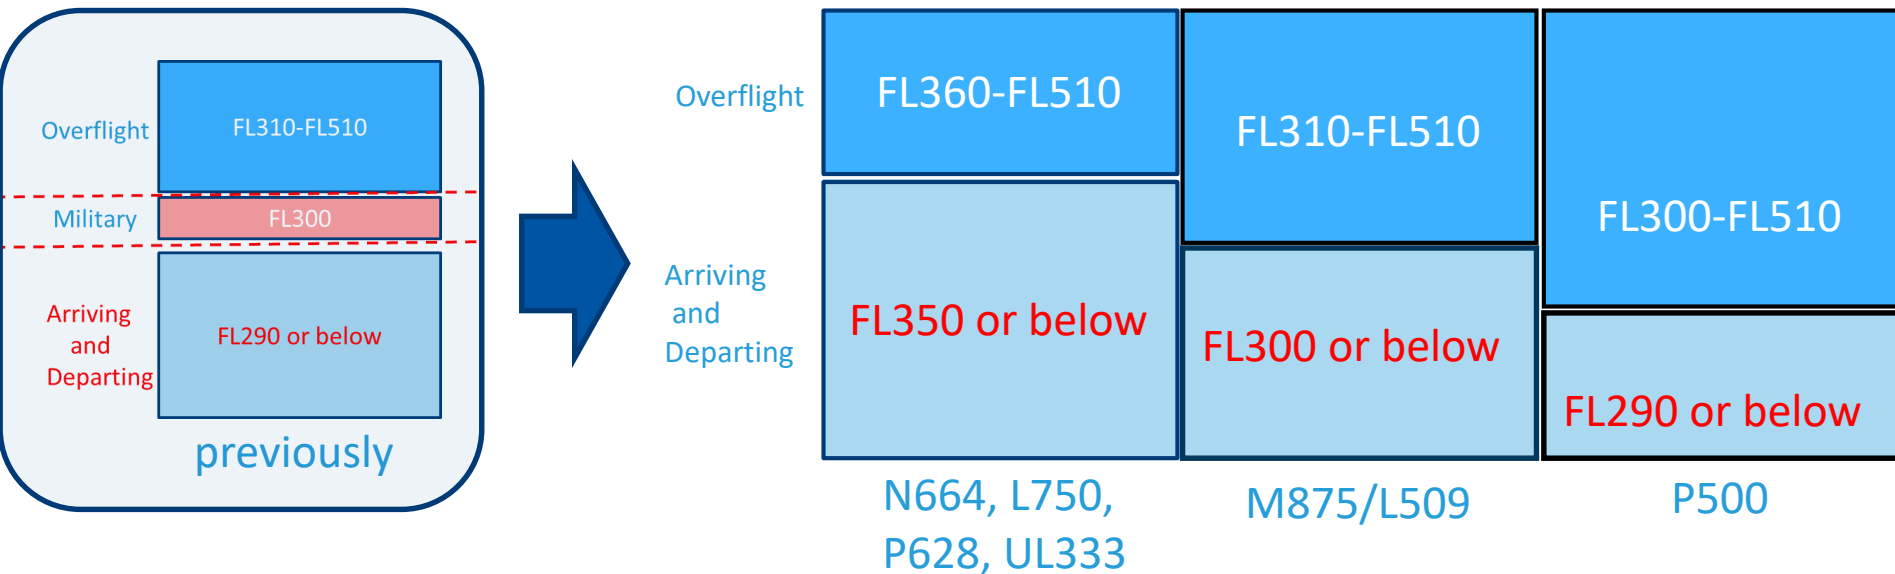 Overflight
FL310-FL510
Military
FL300
Arriving
and
Departing
FL290 or below
previously
Overflight
FL360-FL510
FL310-FL510
FL300-FL510
Arriving
and
Departing
FL350 or below
FL300 or below
FL290 or below
N664, L750,
P628, UL333
M875/L509
P500